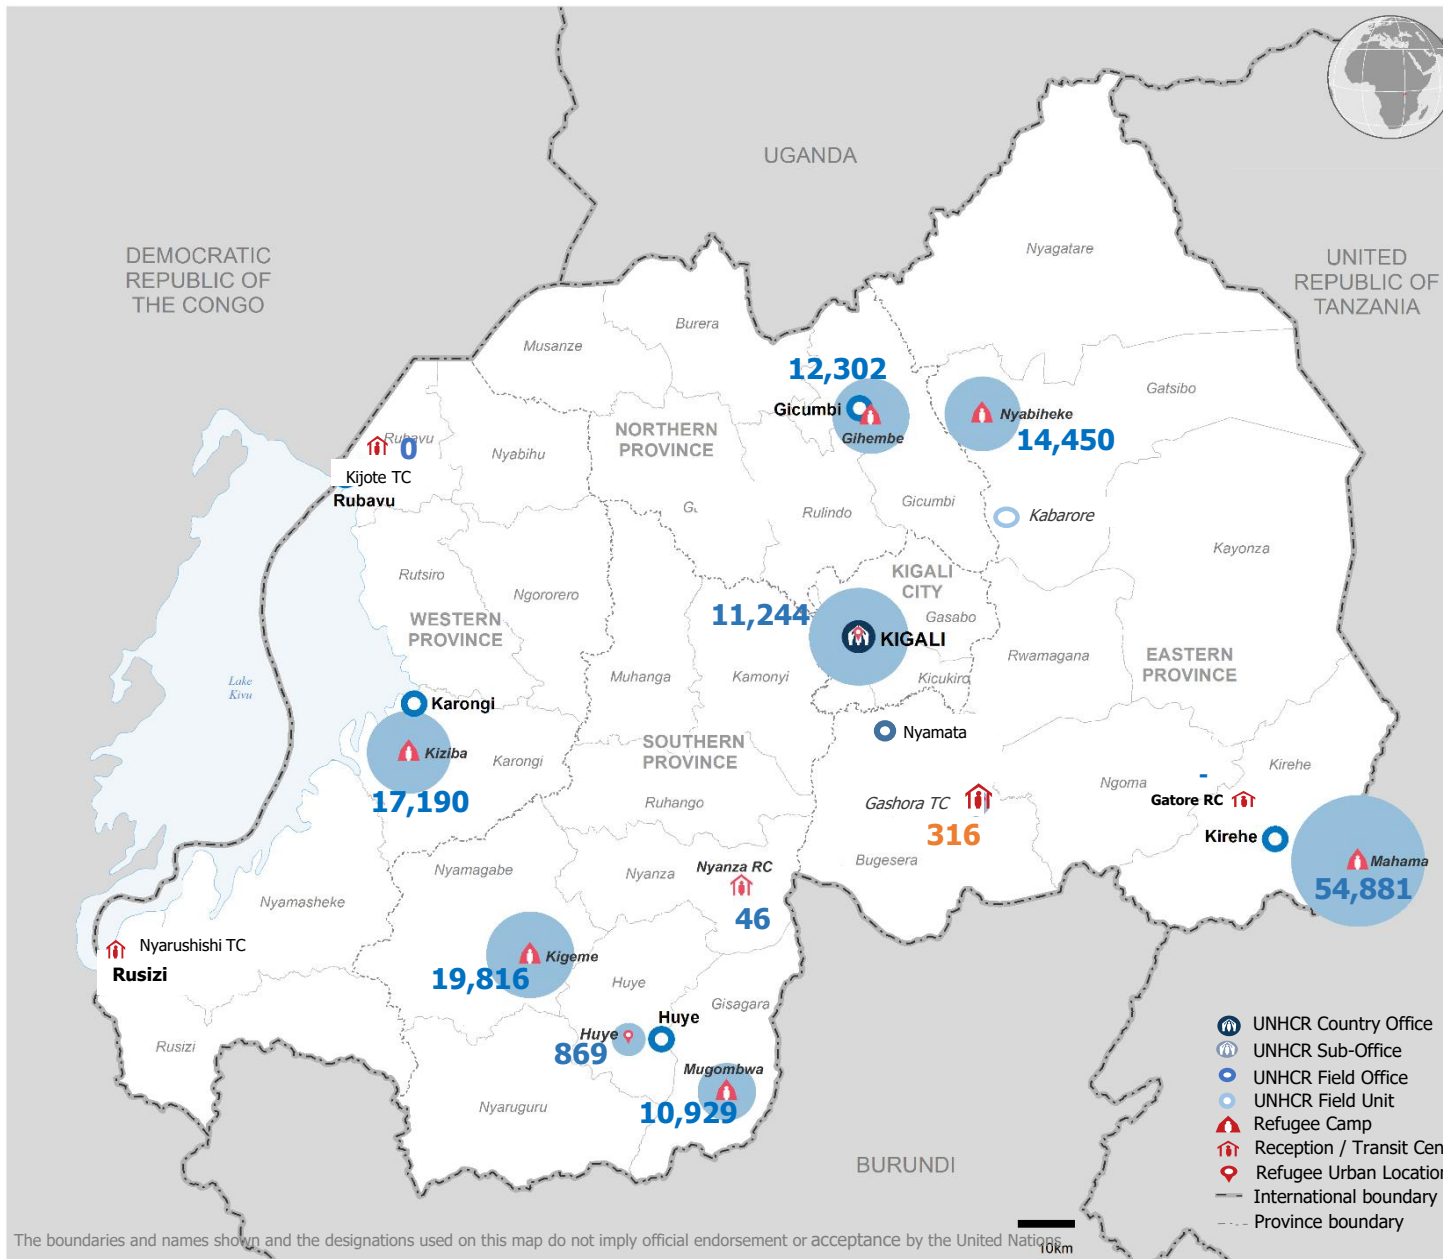 UGANDA
DEMOCRATIC
REPUBLIC OF
THE CONGO
UNITED
REPUBLIC OF
TANZANIA
Nyagatare
Burera
Musanze
12,302
Gicumbi
Gihembe
Nyabiheke
14,450
Gatsibo
NORTHERN
PROVINCE
Rubavu
0
Kijote TC
Rubavu
Nyabihu
Rulindo
Gicumbi
Kabarore
Kayonza
Rutsiro
Ngororero
WESTERN
PROVINCE
KIGALI
CITY
11,244
Gasabo
KIGALI
Kicukiro
Rwamagana
EASTERN
PROVINCE
Lake
Kivu
Muhanga
Kamonyi
Karongi
Kiziba
Karongi
17,190
SOUTHERN
PROVINCE
Nyamata
Ruhango
Gashora TC
316
Ngoma
-
Gatore RC
Kirehe
Kirehe
Mahama
54,881
Bugesera
Nyamagabe
Nyanza
Nyanza RC
46
Nyamasheke
Nyarushishi TC
Rusizi
Kigeme
19,816
Huye
Gisagara
Huye
Huye
869
Rusizi
Mugombwa
10,929
Nyaruguru
BURUNDI
UNHCR Country Office
UNHCR Sub-Office
UNHCR Field Office
UNHCR Field Unit
Refugee Camp
Reception / Transit Cen
Refugee Urban Location
International boundary
Province boundary
10km
The boundaries and names shown and the designations used on this map do not imply official endorsement or acceptance by the United Nations